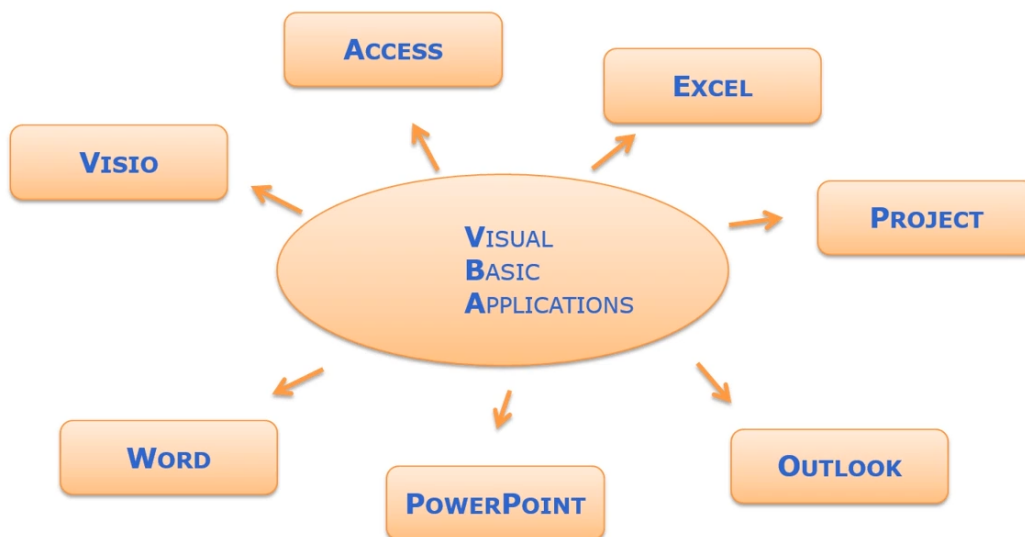 ACCESS
EXCEL
VISIO
PROJECT
VISUAL
BASIC
APPLICATIONS
WORD
OUTLOOK
POWERPOINT